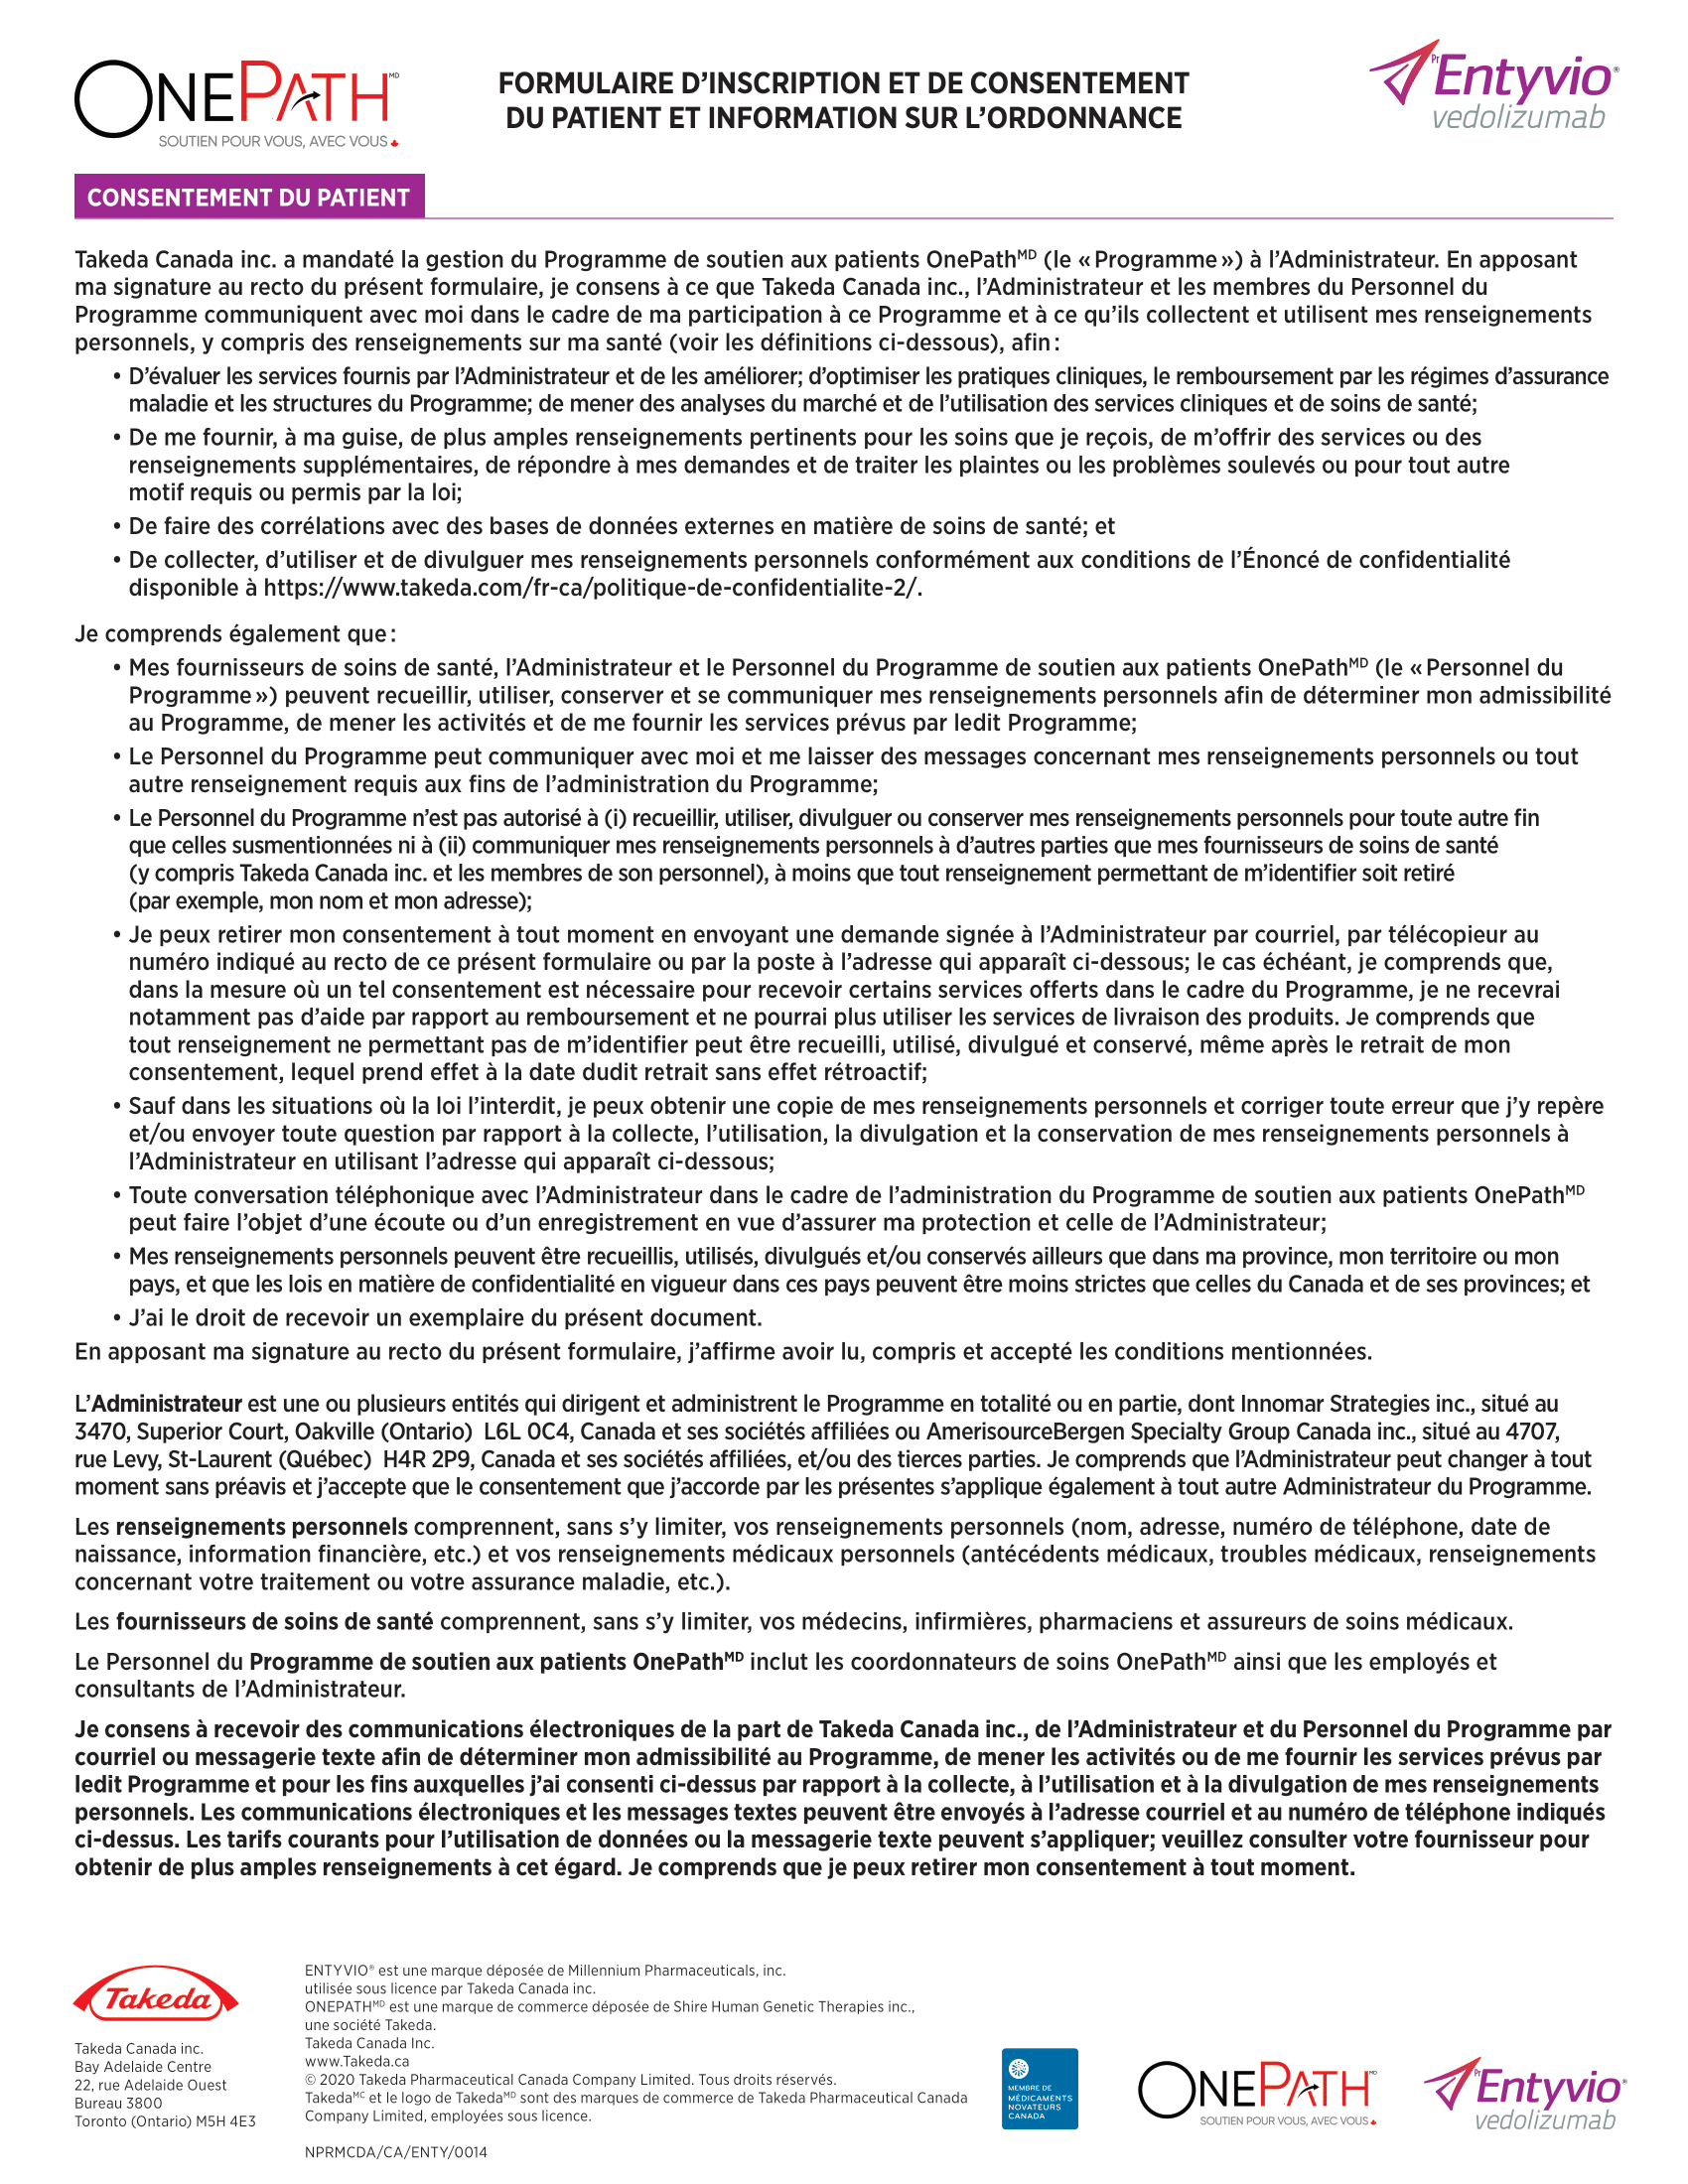 ONEPATH MD
SOUTIEN POUR VOUS, AVEC VOUS
FORMULAIRE D’INSCRIPTION ET DE CONSENTEMENT
DU PATIENT ET INFORMATION SUR L’ORDONNANCE
Pr Entyvio®
vedolizumab
CONSENTEMENT DU PATIENT
Takeda Canada inc. a mandaté la gestion du Programme de soutien aux patients OnePathMD (le « Programme ») à l’Administrateur. En apposant
ma signature au recto du présent formulaire, je consens à ce que Takeda Canada inc., l’Administrateur et les membres du Personnel du
Programme communiquent avec moi dans le cadre de ma participation à ce Programme et à ce qu’ils collectent et utilisent mes renseignements
personnels, y compris des renseignements sur ma santé (voir les définitions ci-dessous), afin :
• D’évaluer les services fournis par l’Administrateur et de les améliorer; d’optimiser les pratiques cliniques, le remboursement par les régimes d’assurance
maladie et les structures du Programme; de mener des analyses du marché et de l’utilisation des services cliniques et de soins de santé;
• De me fournir, à ma guise, de plus amples renseignements pertinents pour les soins que je reçois, de m’offrir des services ou des
renseignements supplémentaires, de répondre à mes demandes et de traiter les plaintes ou les problèmes soulevés ou pour tout autre
motif requis ou permis par la loi;
• De faire des corrélations avec des bases de données externes en matière de soins de santé; et
• De collecter, d’utiliser et de divulguer mes renseignements personnels conformément aux conditions de l’Énoncé de confidentialité
disponible à https://www.takeda.com/fr-ca/politique-de-confidentialite-2/.
Je comprends également que :
• Mes fournisseurs de soins de santé, l’Administrateur et le Personnel du Programme de soutien aux patients OnePathMD (le « Personnel du
Programme ») peuvent recueillir, utiliser, conserver et se communiquer mes renseignements personnels afin de déterminer mon admissibilité
au Programme, de mener les activités et de me fournir les services prévus par ledit Programme;
• Le Personnel du Programme peut communiquer avec moi et me laisser des messages concernant mes renseignements personnels ou tout
autre renseignement requis aux fins de l’administration du Programme;
• Le Personnel du Programme n’est pas autorisé à (i) recueillir, utiliser, divulguer ou conserver mes renseignements personnels pour toute autre fin
que celles susmentionnées ni à (ii) communiquer mes renseignements personnels à d’autres parties que mes fournisseurs de soins de santé
(y compris Takeda Canada inc. et les membres de son personnel), à moins que tout renseignement permettant de m’identifier soit retiré
(par exemple, mon nom et mon adresse);
• Je peux retirer mon consentement à tout moment en envoyant une demande signée à l’Administrateur par courriel, par télécopieur au
numéro indiqué au recto de ce présent formulaire ou par la poste à l’adresse qui apparaît ci-dessous; le cas échéant, je comprends que,
dans la mesure où un tel consentement est nécessaire pour recevoir certains services offerts dans le cadre du Programme, je ne recevrai
notamment pas d’aide par rapport au remboursement et ne pourrai plus utiliser les services de livraison des produits. Je comprends que
tout renseignement ne permettant pas de m’identifier peut être recueilli, utilisé, divulgué et conservé, même après le retrait de mon
consentement, lequel prend effet à la date dudit retrait sans effet rétroactif;
• Sauf dans les situations où la loi l’interdit, je peux obtenir une copie de mes renseignements personnels et corriger toute erreur que j’y repère
et/ou envoyer toute question par rapport à la collecte, l’utilisation, la divulgation et la conservation de mes renseignements personnels à
l’Administrateur en utilisant l’adresse qui apparaît ci-dessous;
• Toute conversation téléphonique avec l’Administrateur dans le cadre de l’administration du Programme de soutien aux patients OnePathMD
peut faire l’objet d’une écoute ou d’un enregistrement en vue d’assurer ma protection et celle de l’Administrateur;
• Mes renseignements personnels peuvent être recueillis, utilisés, divulgués et/ou conservés ailleurs que dans ma province, mon territoire ou mon
pays, et que les lois en matière de confidentialité en vigueur dans ces pays peuvent être moins strictes que celles du Canada et de ses provinces; et
• J’ai le droit de recevoir un exemplaire du présent document.
En apposant ma signature au recto du présent formulaire, j’affirme avoir lu, compris et accepté les conditions mentionnées.
L’Administrateur est une ou plusieurs entités qui dirigent et administrent le Programme en totalité ou en partie, dont Innomar Strategies inc., situé au
3470, Superior Court, Oakville (Ontario) L6L 0C4, Canada et ses sociétés affiliées ou AmerisourceBergen Specialty Group Canada inc., situé au 4707,
rue Levy, St-Laurent (Québec) H4R 2P9, Canada et ses sociétés affiliées, et/ou des tierces parties. Je comprends que l’Administrateur peut changer à tout
moment sans préavis et j’accepte que le consentement que j’accorde par les présentes s’applique également à tout autre Administrateur du Programme.
Les renseignements personnels comprennent, sans s’y limiter, vos renseignements personnels (nom, adresse, numéro de téléphone, date de
naissance, information financière, etc.) et vos renseignements médicaux personnels (antécédents médicaux, troubles médicaux, renseignements
concernant votre traitement ou votre assurance maladie, etc.).
Les fournisseurs de soins de santé comprennent, sans s’y limiter, vos médecins, infirmières, pharmaciens et assureurs de soins médicaux.
Le Personnel du Programme de soutien aux patients OnePathMD inclut les coordonnateurs de soins OnePathMD ainsi que les employés et
consultants de l’Administrateur.
Je consens à recevoir des communications électroniques de la part de Takeda Canada inc., de l’Administrateur et du Personnel du Programme par
courriel ou messagerie texte afin de déterminer mon admissibilité au Programme, de mener les activités ou de me fournir les services prévus par
ledit Programme et pour les fins auxquelles j’ai consenti ci-dessus par rapport à la collecte, à l’utilisation et à la divulgation de mes renseignements
personnels. Les communications électroniques et les messages textes peuvent être envoyés à l’adresse courriel et au numéro de téléphone indiqués
ci-dessus. Les tarifs courants pour l’utilisation de données ou la messagerie texte peuvent s’appliquer; veuillez consulter votre fournisseur pour
obtenir de plus amples renseignements à cet égard. Je comprends que je peux retirer mon consentement à tout moment.
Takeda
Takeda Canada inc.
Bay Adelaide Centre
22, rue Adelaide Ouest
Bureau 3800
Toronto (Ontario) M5H 4E3
ENTYVIO® est une marque déposée de Millennium Pharmaceuticals, inc.
utilisée sous licence par Takeda Canada inc.
ONEPATHMD est une marque de commerce déposée de Shire Human Genetic Therapies inc.,
une société Takeda.
Takeda Canada Inc.
www.Takeda.ca
© 2020 Takeda Pharmaceutical Canada Company Limited. Tous droits réservés.
TakedaMC et le logo de TakedaMD sont des marques de commerce de Takeda Pharmaceutical Canada
Company Limited, employées sous licence.
NPRMCDA/CA/ENTY/0014
MEMBRE DE
MÉDICAMENTS
NOVATEURS
CANADA
ONEPATH MD
SOUTIEN POUR VOUS, AVEC VOUS
Pr Entyvio®
vedolizumab